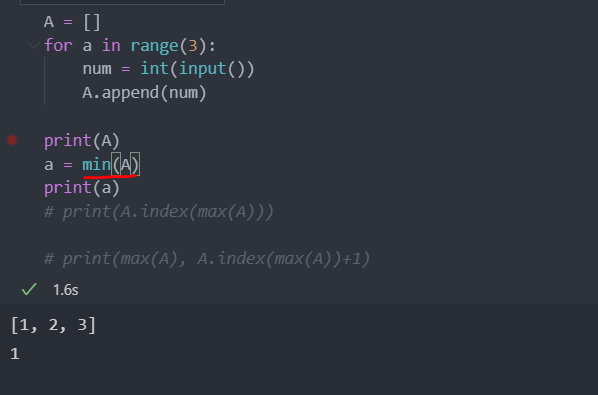 A = []
for a in range(3):
    num = int(input())
    A.append(num)
print(A)
a = min(A)
print(a)
# print(A.index(max(A)))
# print(max(A), A.index(max(A))+1)
1.6s
[1, 2, 3]
1